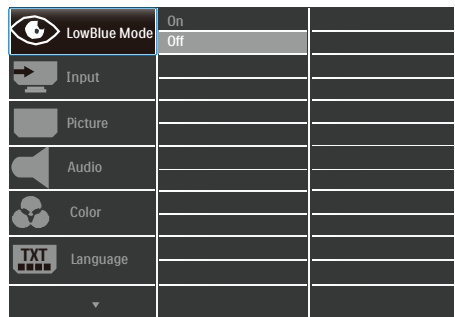 LowBlue Mode
On
Off
Input
Picture
Audio
Color
TXT
Language